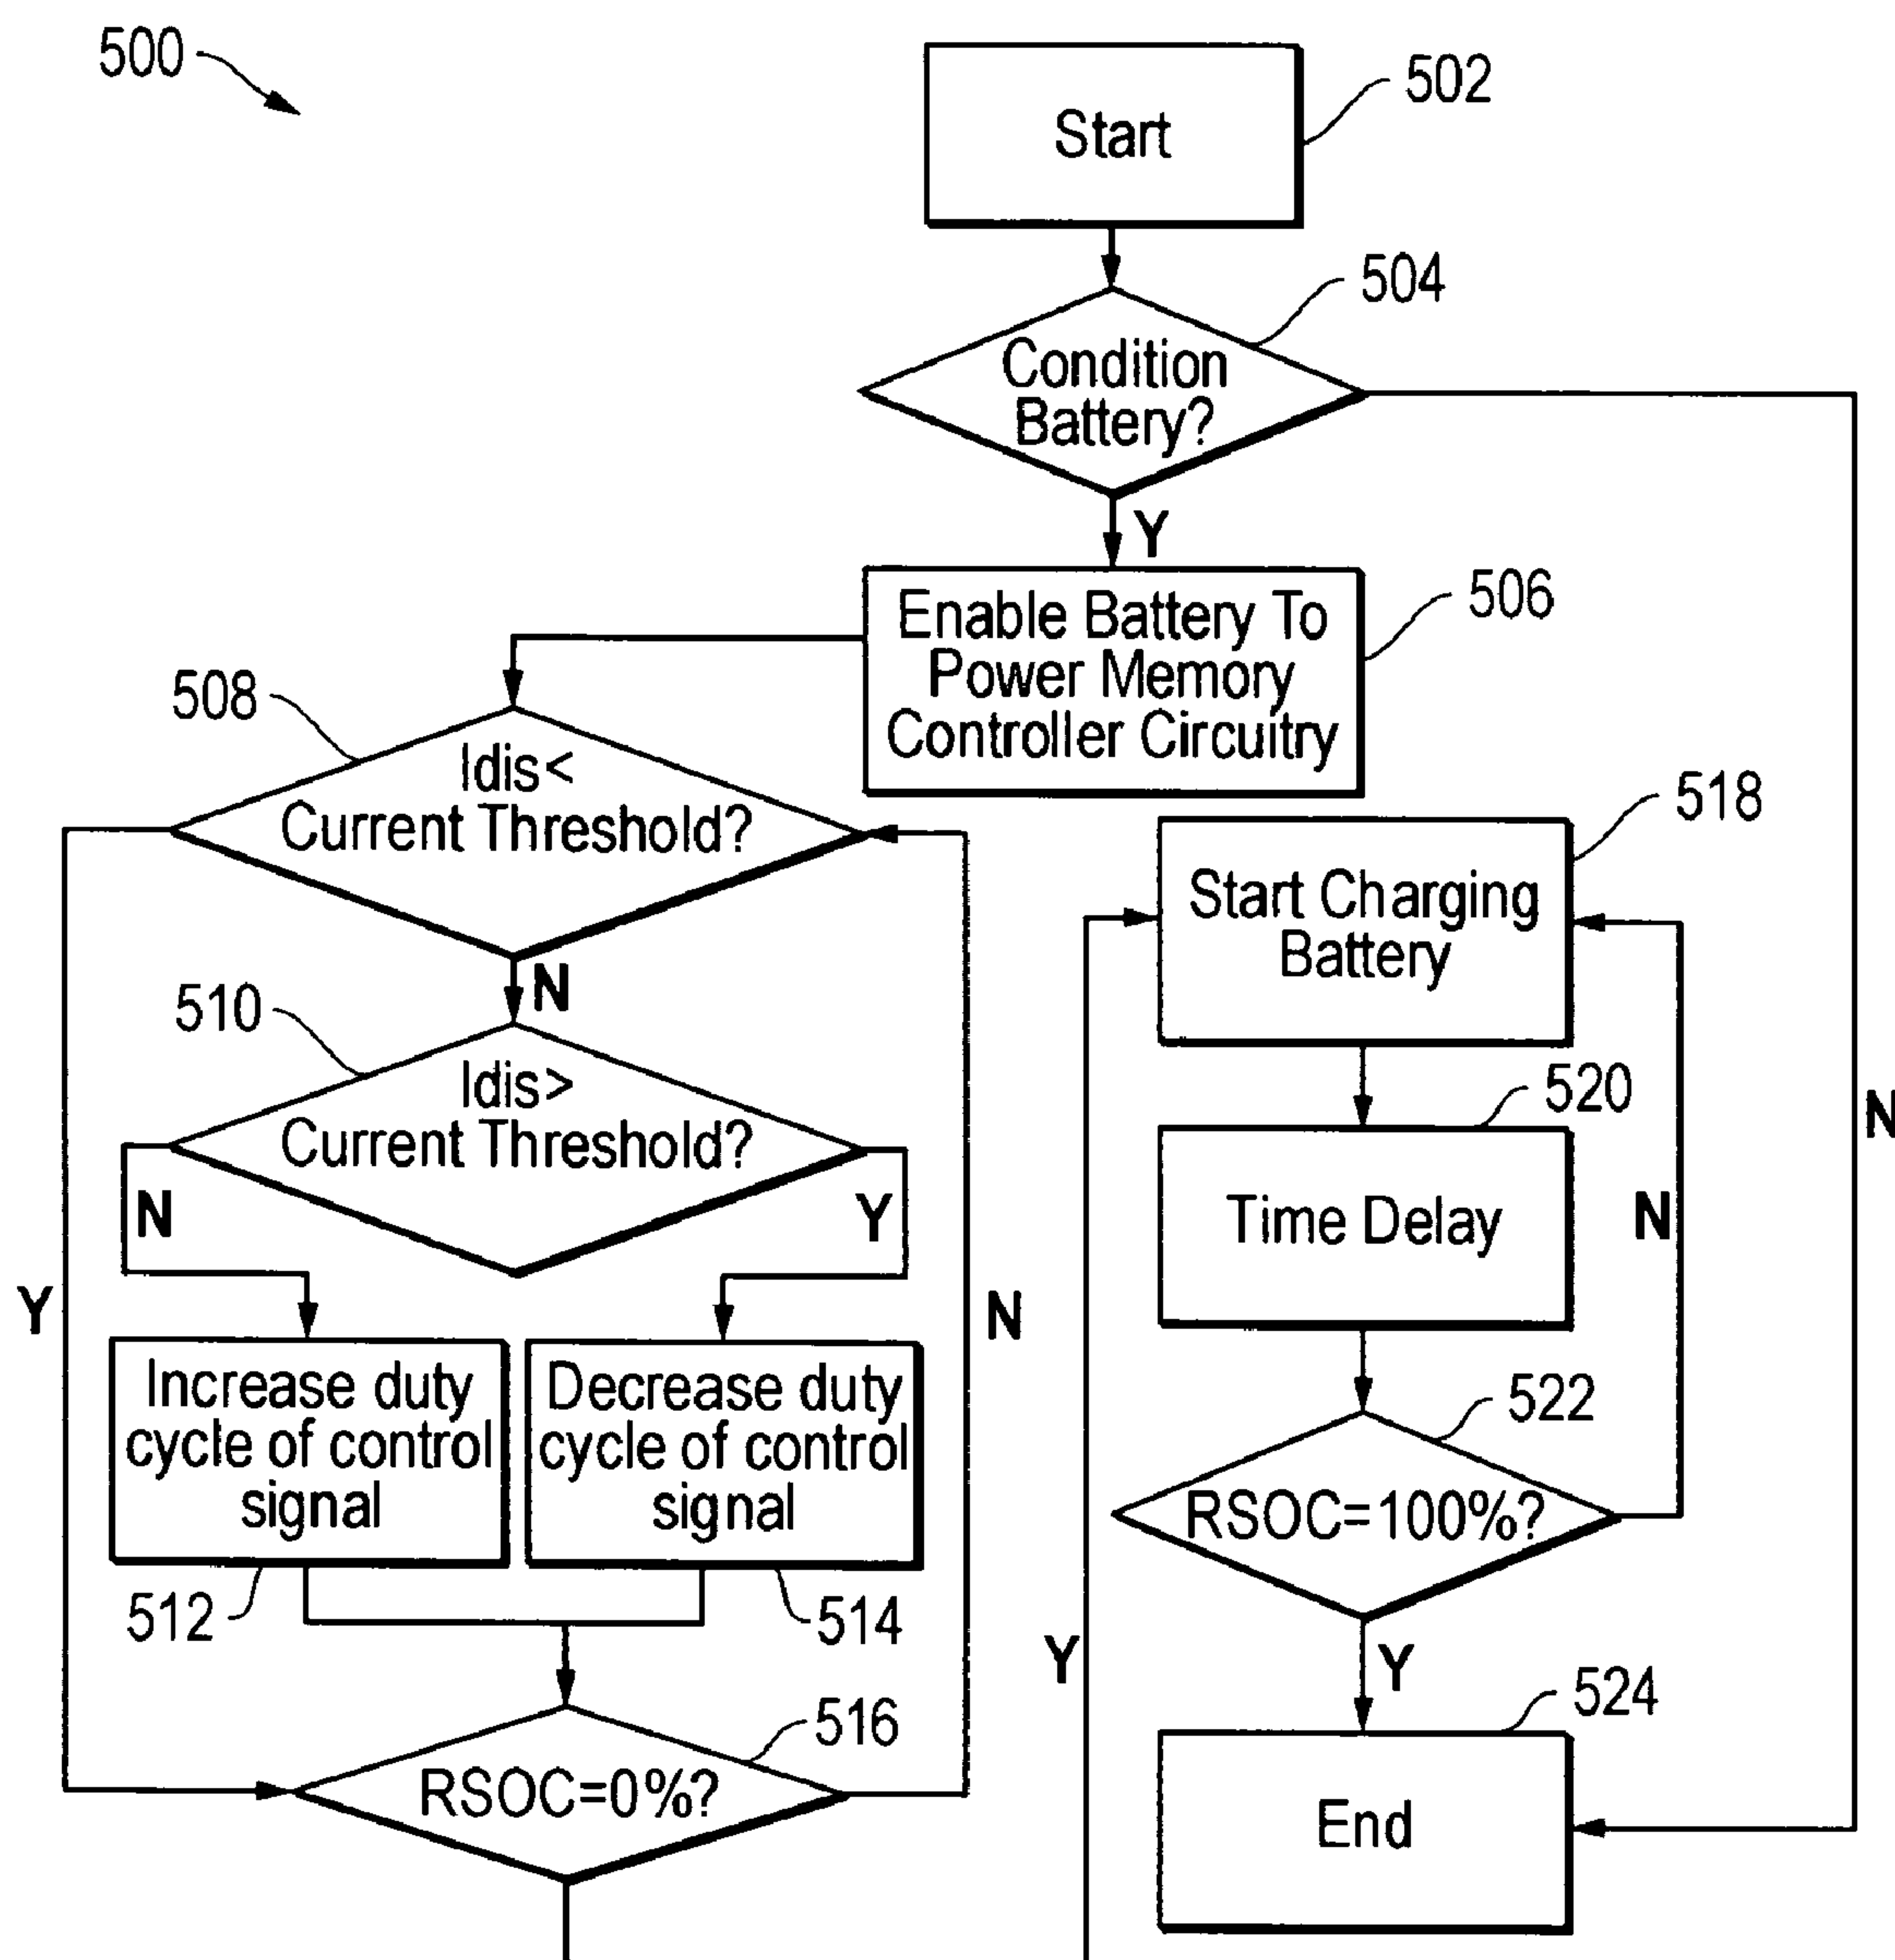 500
502
Start
504
Condition
Battery?
Y
N
506
Enable Battery To
Power Memory
Controller Circuitry
508
Idis<
Current Threshold?
Y
N
510
Idis>
Current Threshold?
N
Y
Increase duty
cycle of control
signal
512
Decrease duty
cycle of control
signal
514
516
RSOC=0%?
N
Y
518
Start Charging
Battery
520
Time Delay
522
RSOC=100%?
N
Y
524
End